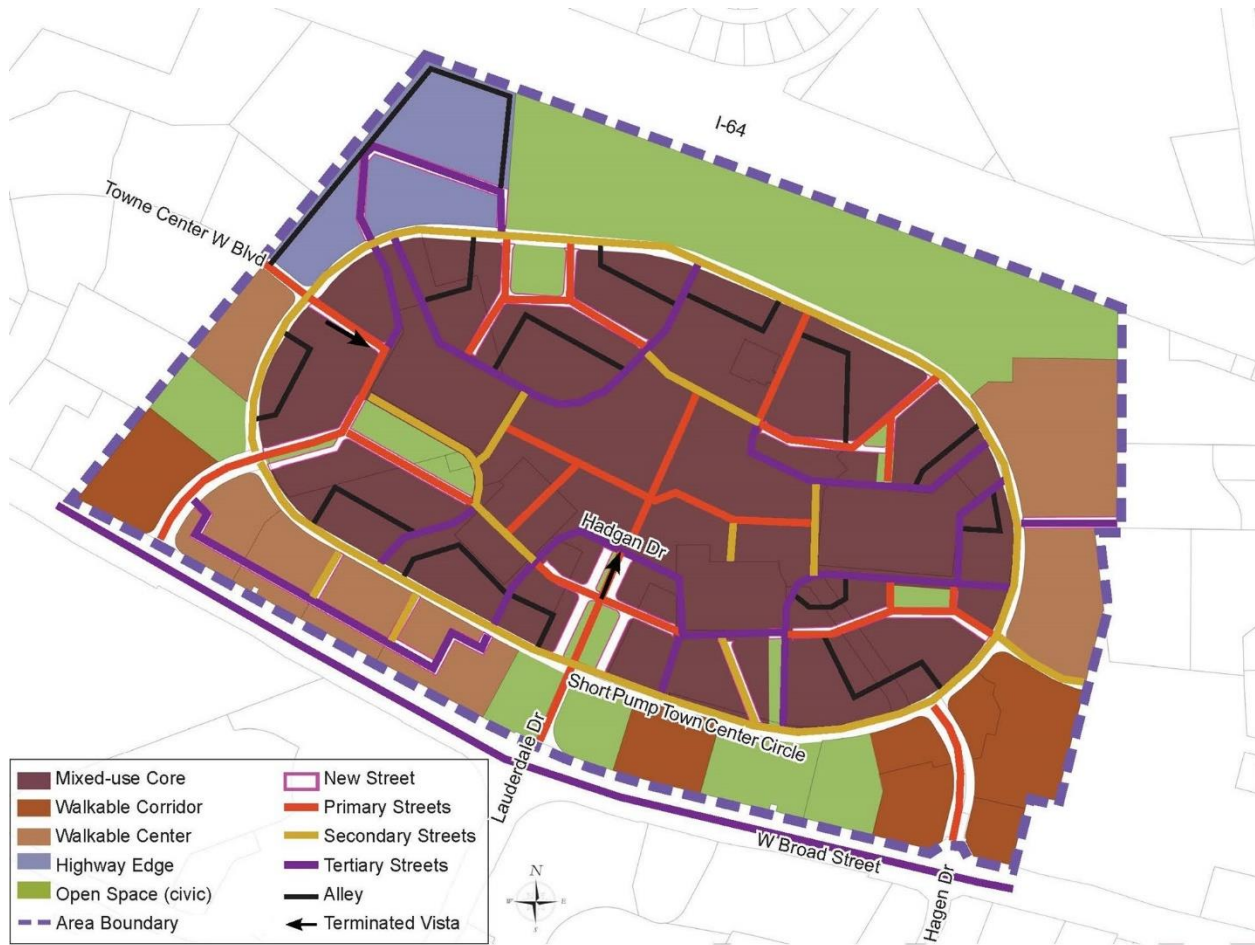 I-64
Towne Center W Blvd
Hadgan Dr
Short Pump Town Center Circle
Lauderdale Dr
W Broad Street
Hagen Dr
Mixed-use Core
Walkable Corridor
Walkable Center
Highway Edge
Open Space (civic)
Area Boundary
New Street
Primary Streets
Secondary Streets
Tertiary Streets
Alley
Terminated Vista
N
W
E
S